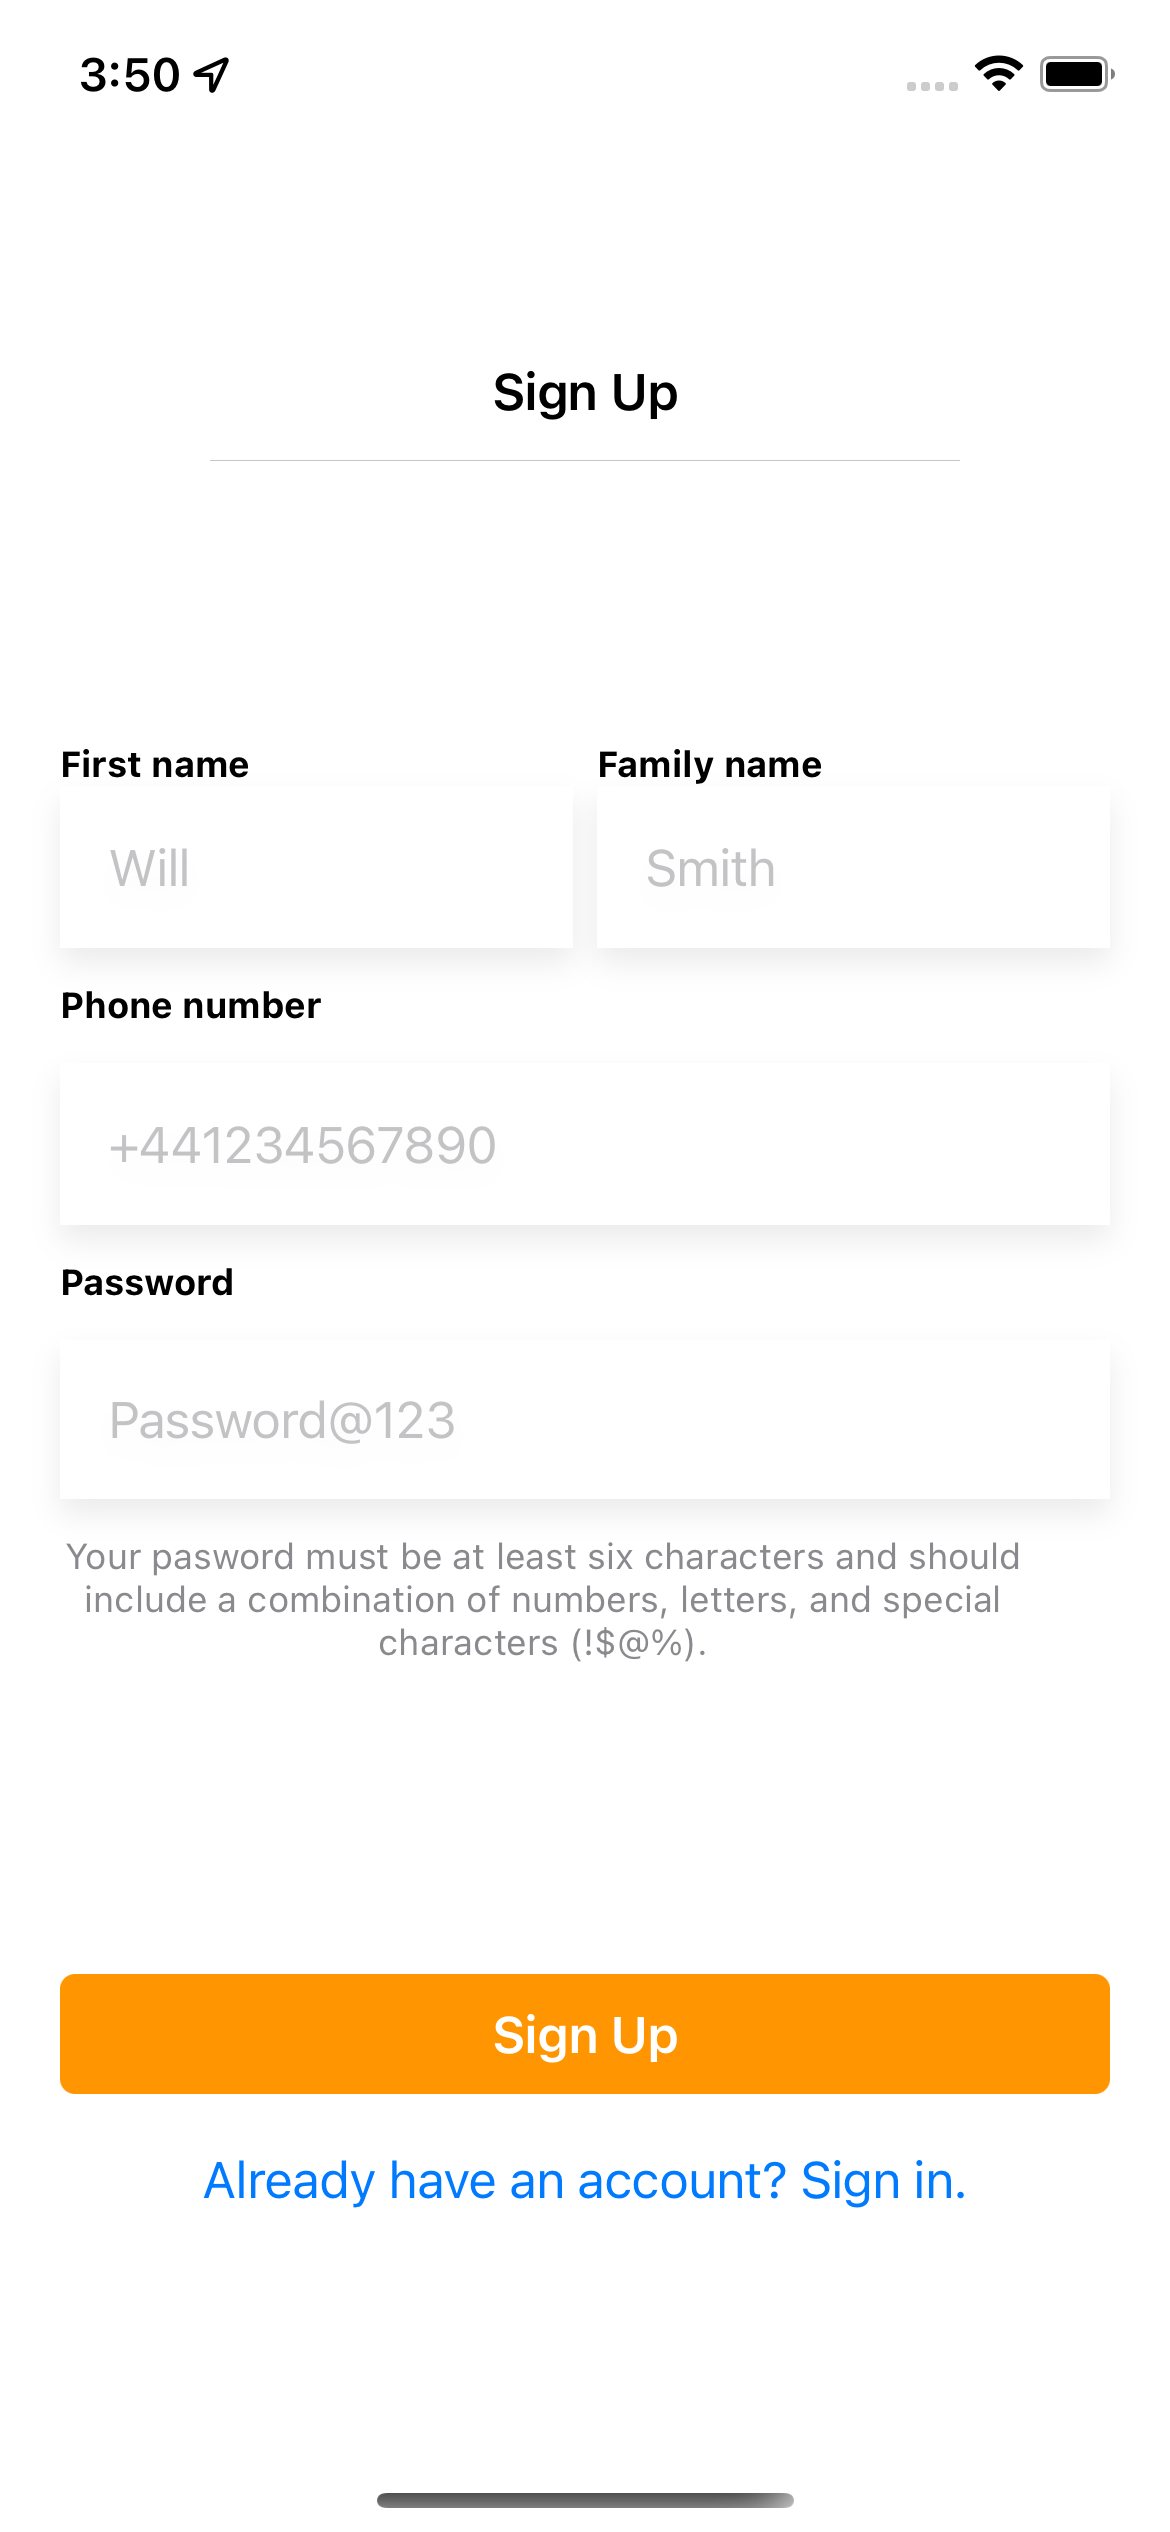 3:50
Sign Up
First name Family name
Will Smith
Phone number
+441234567890
Password
Password@123
Your pasword must be at least six characters and should
include a combination of numbers, letters, and special
characters (!$@%).
Sign Up
Already have an account? Sign in.